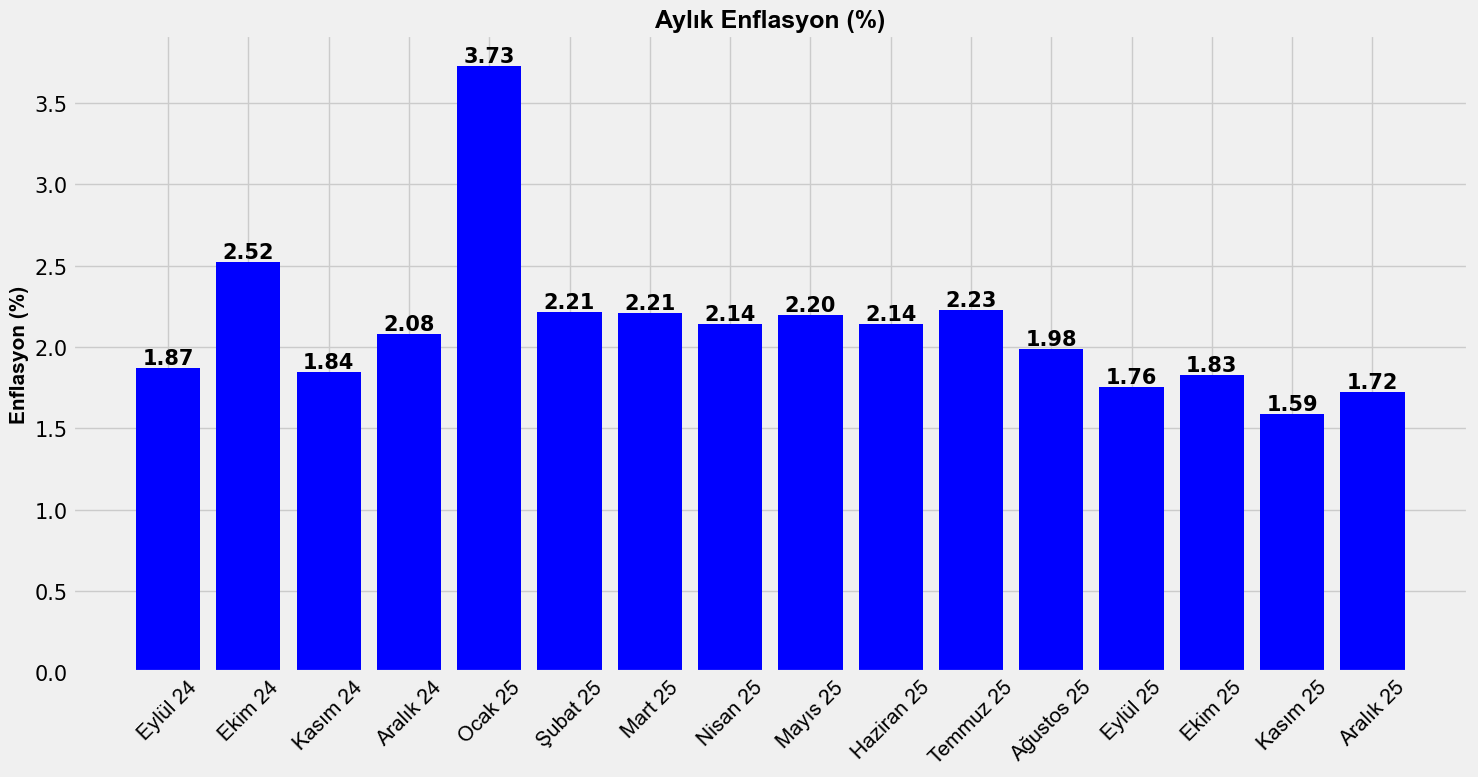 Aylık Enflasyon (%)
Enflasyon (%)
3.5
3.0
2.5
2.0
1.5
1.0
0.5
0.0
1.87
2.52
1.84
2.08
3.73
2.21
2.21
2.14
2.20
2.14
2.23
1.98
1.76
1.83
1.59
1.72
Eylül 24
Ekim 24
Kasım 24
Aralık 24
Ocak 25
Şubat 25
Mart 25
Nisan 25
Mayıs 25
Haziran 25
Temmuz 25
Ağustos 25
Eylül 25
Ekim 25
Kasım 25
Aralık 25